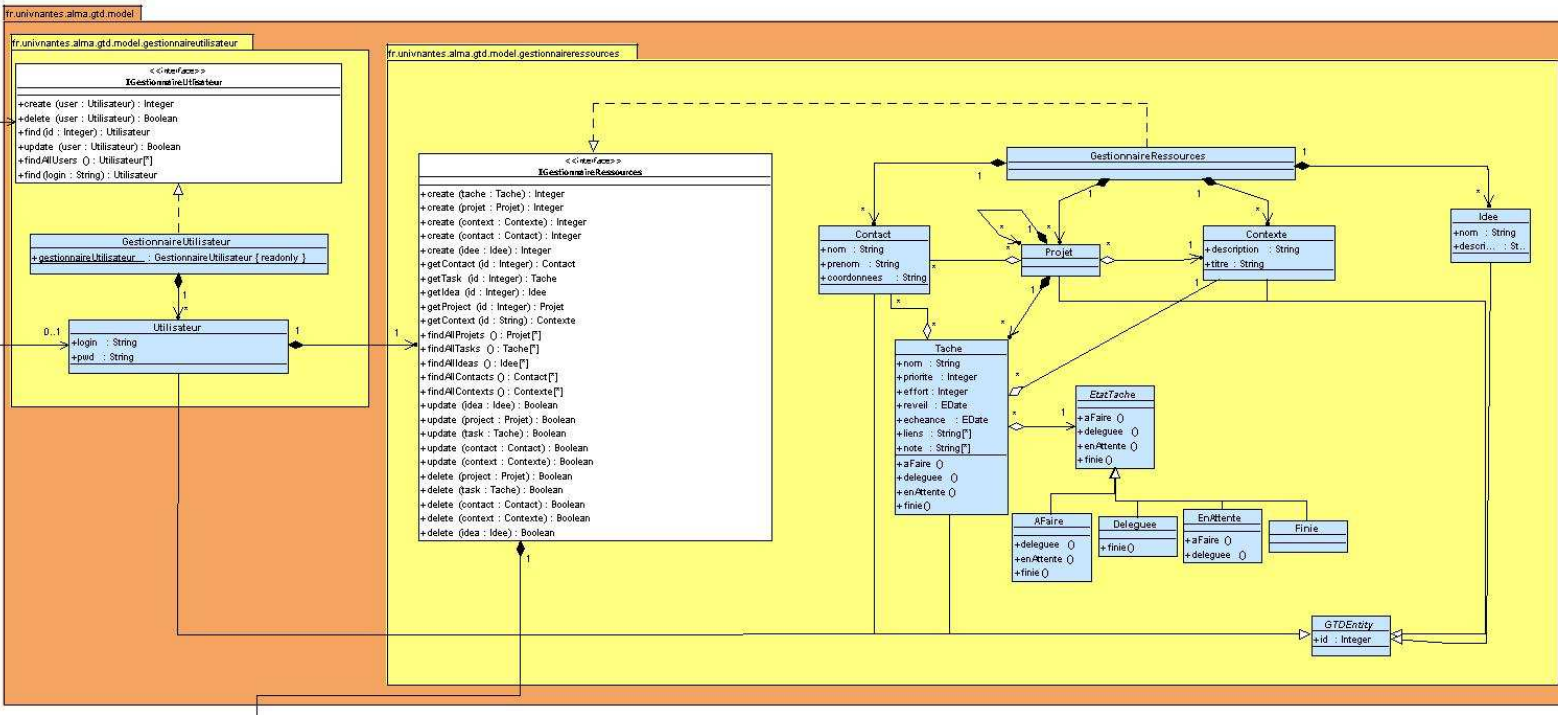 fr.univnantes.alma.gtd.model
fr.univnantes.alma.gtd.model.gestionnaireutilisateur
<<interface>>
IGestionnaireUtilisateur
+create (user : Utilisateur) : Integer
+delete (user : Utilisateur) : Boolean
+find (id : Integer) : Utilisateur
+update (user : Utilisateur) : Boolean
+findAllUsers () : Utilisateur[*]
+find (login : String) : Utilisateur
GestionnaireUtilisateur
+gestionnaireUtilisateur : GestionnaireUtilisateur { readonly }
1
*
Utilisateur
+login : String
+pwd : String
0..1
1
1
fr.univnantes.alma.gtd.model.gestionnaireressources
<<interface>>
IGestionnaireRessources
+create (tache : Tache) : Integer
+create (projet : Projet) : Integer
+create (context : Contexte) : Integer
+create (contact : Contact) : Integer
+create (idee : Idee) : Integer
+getContact (id : Integer) : Contact
+getTask (id : Integer) : Tache
+getIdea (id : Integer) : Idee
+getProject (id : Integer) : Projet
+getContext (id : String) : Contexte
+findAllProjets () : Projet[*]
+findAllTasks () : Tache[*]
+findAllIdeas () : Idee[*]
+findAllContacts () : Contact[*]
+findAllContexts () : Contexte[*]
+update (idea : Idee) : Boolean
+update (project : Projet) : Boolean
+update (task : Tache) : Boolean
+update (contact : Contact) : Boolean
+update (context : Contexte) : Boolean
+delete (project : Projet) : Boolean
+delete (task : Tache) : Boolean
+delete (contact : Contact) : Boolean
+delete (context : Contexte) : Boolean
+delete (idea : Idee) : Boolean
1
GestionnaireRessources
1
1
1
1
*
*
*
*
Contact
+nom : String
+prenom : String
+coordonnees : String
*
*
*
*
1
*
Projet
*
1
Contexte
+description : String
+titre : String
1
Idee
+nom : String
+descri... : St..
1
*
*
*
Tache
+nom : String
+priorite : Integer
+effort : Integer
+reveil : EDate
+echeance : EDate
+liens : String[*]
+note : String[*]
+aFaire ()
+deleguee ()
+enAttente ()
+finie()
*
*
1
EtatTache
+aFaire ()
+deleguee ()
+enAttente ()
+finie ()
AFaire
+deleguee ()
+enAttente ()
+finie ()
Deleguee
+finie()
EnAttente
+aFaire ()
+deleguee ()
Finie
GTDEntity
+id : Integer